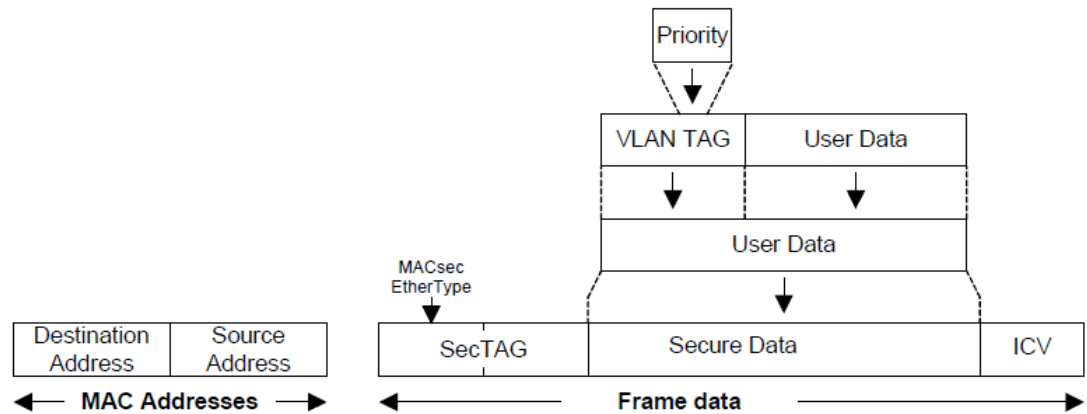 Priority
VLAN TAG
User Data
User Data
MACsec
EtherType
Destination
Address
Source
Address
SecTAG
Secure Data
ICV
MAC Addresses
Frame data